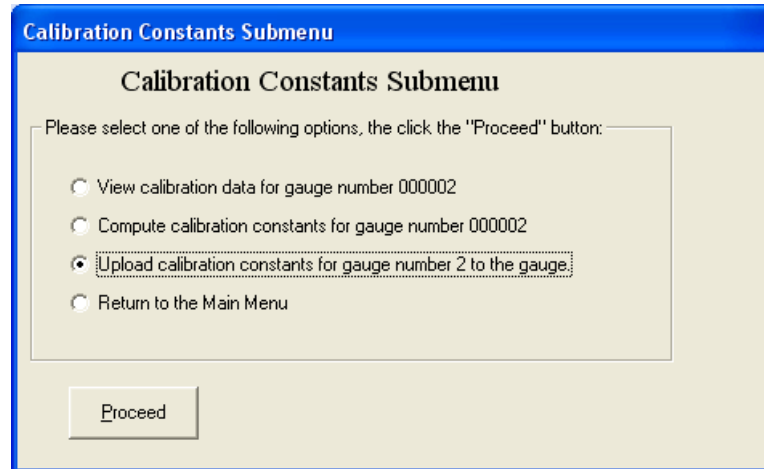 Calibration Constants Submenu
Calibration Constants Submenu
Please select one of the following options, the click the "Proceed" button:
View calibration data for gauge number 000002
Compute calibration constants for gauge number 000002
Upload calibration constants for gauge number 2 to the gauge.
Return to the Main Menu
Proceed